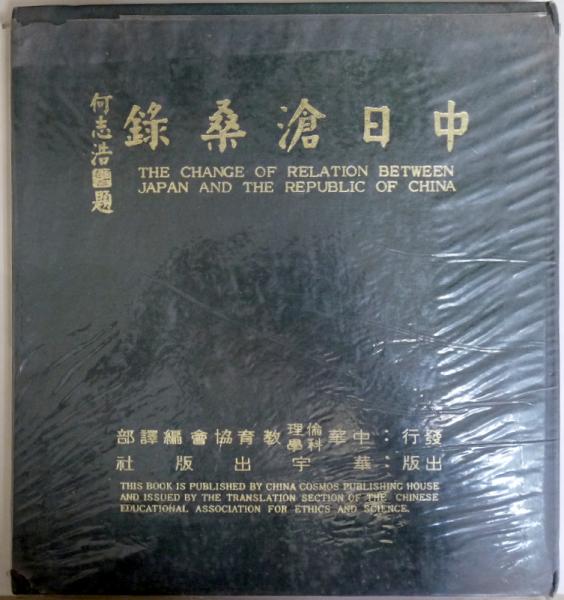 中日滄桑錄
何志浩題
THE CHANGE OF RELATION BETWEEN
JAPAN AND THE REPUBLIC OF CHINA
發行：中華倫理科學教育協會編譯部
出版：華宇出版社
THIS BOOK IS PUBLISHED BY CHINA COSMOS PUBLISHING HOUSE
AND ISSUED BY THE TRANSLATION SECTION OF THE CHINESE
EDUCATIONAL ASSOCIATION FOR ETHICS AND SCIENCE.